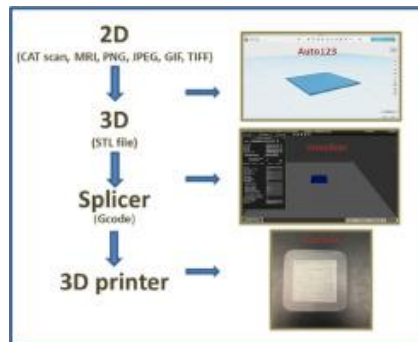 2D
(CAT scan, MRI, PNG, JPEG, GIF, TIFF)
Auto123
3D
(STL file)
Splicer
(Gcode)
3D printer